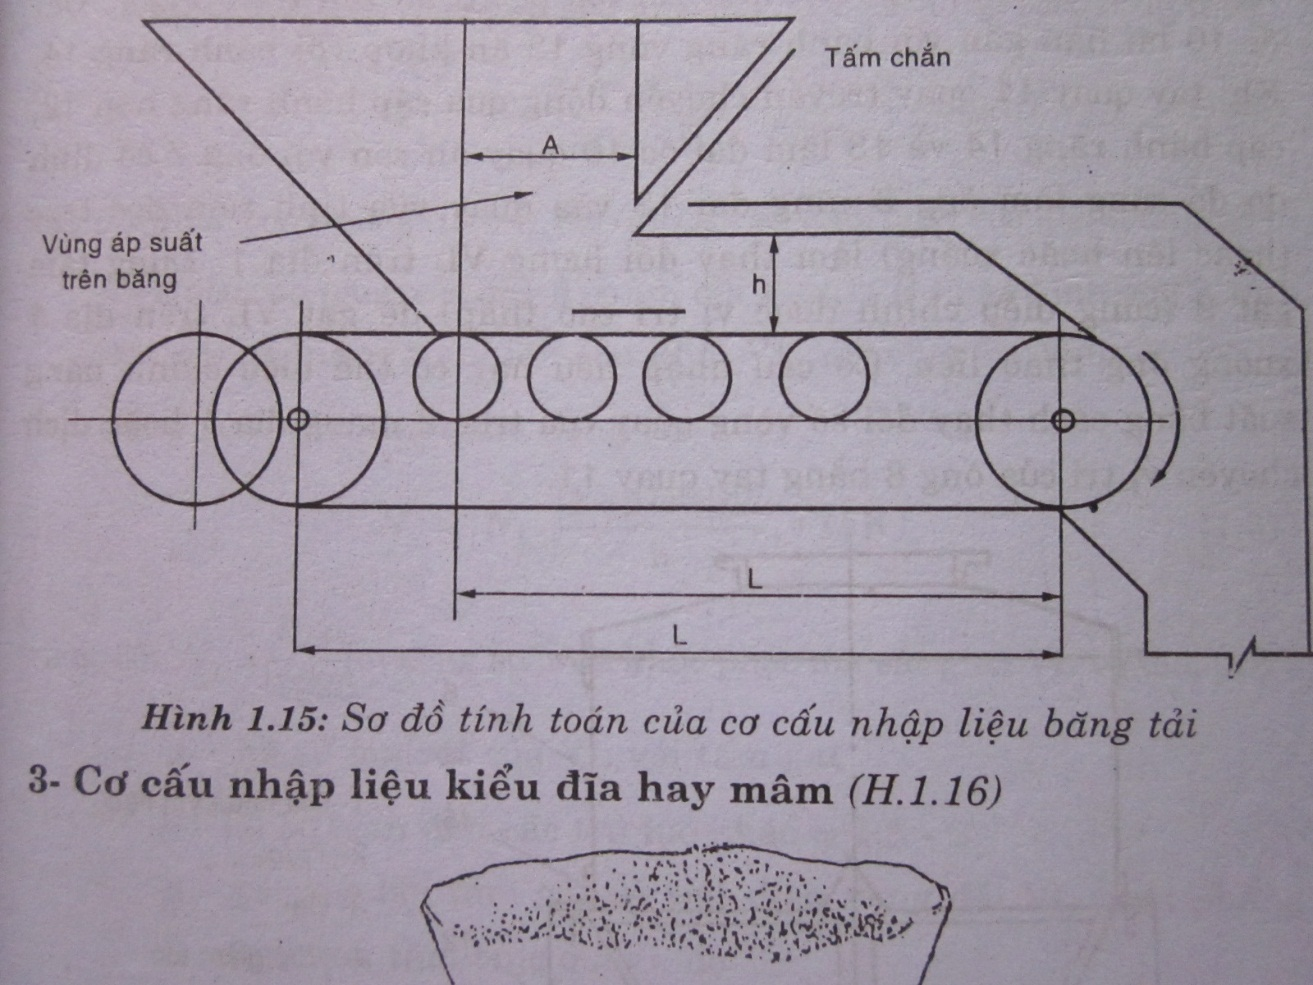 Tấm chắn
A
Vùng áp suất
trên băng
h
L
L
Hình 1.15: Sơ đồ tính toán của cơ cấu nhập liệu băng tải
3- Cơ cấu nhập liệu kiểu đĩa hay mâm (H.1.16)